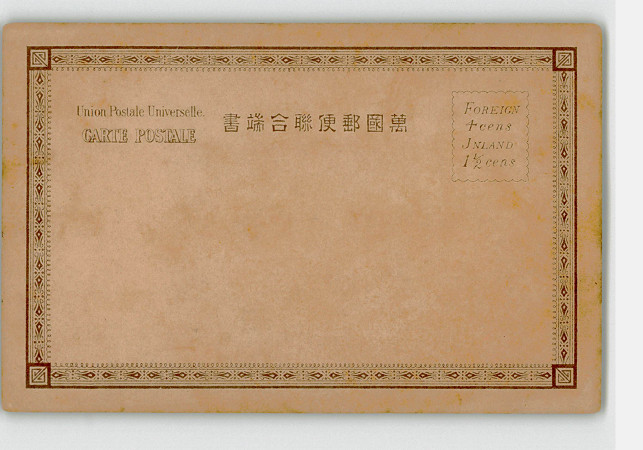 Union Postale Universelle.
CARTE POSTALE
萬國郵便聯合端書
FOREIGN
4 cens
INLAND
1½ cens